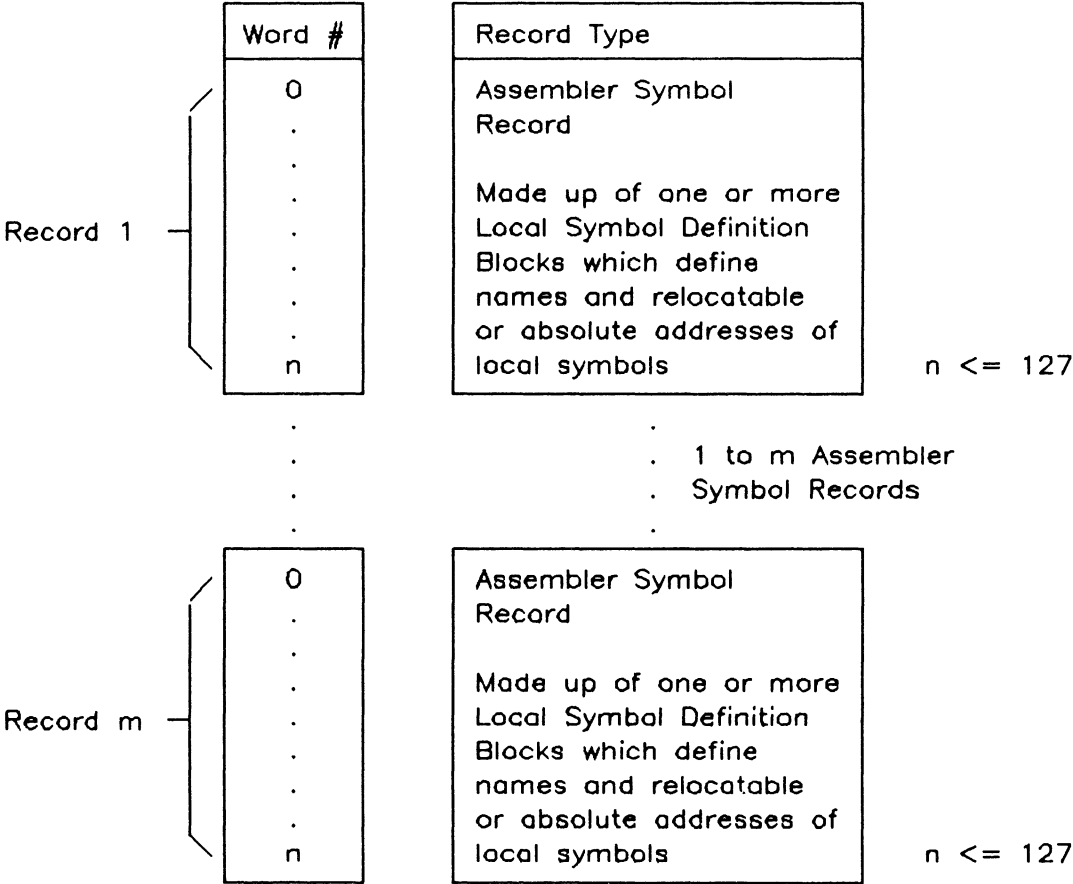 Word # Record Type
0 Assembler Symbol
. Record
.
. Made up of one or more
Record 1 . Local Symbol Definition
. Blocks which define
. names and relocatable
. or absolute addresses of
n local symbols n <= 127
. .
. . 1 to m Assembler
. . Symbol Records
. .
0 Assembler Symbol
. Record
.
. Made up of one or more
Record m . Local Symbol Definition
. Blocks which define
. names and relocatable
. or absolute addresses of
n local symbols n <= 127